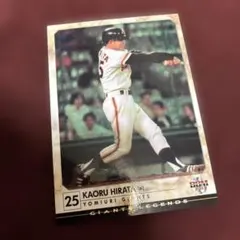 25
KAORU HIRATA
YOMIURI GIANTS
GIANTS LEGENDS